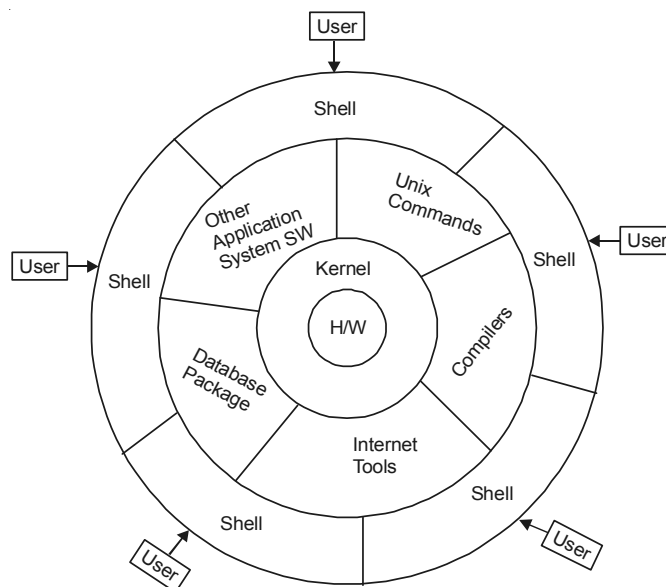 User
Shell
Unix
Commands
Other
Application
System SW
Kernel
User
Shell
User
Shell
H/W
Compilers
Database
Package
Internet
Tools
Shell
Shell
User
User